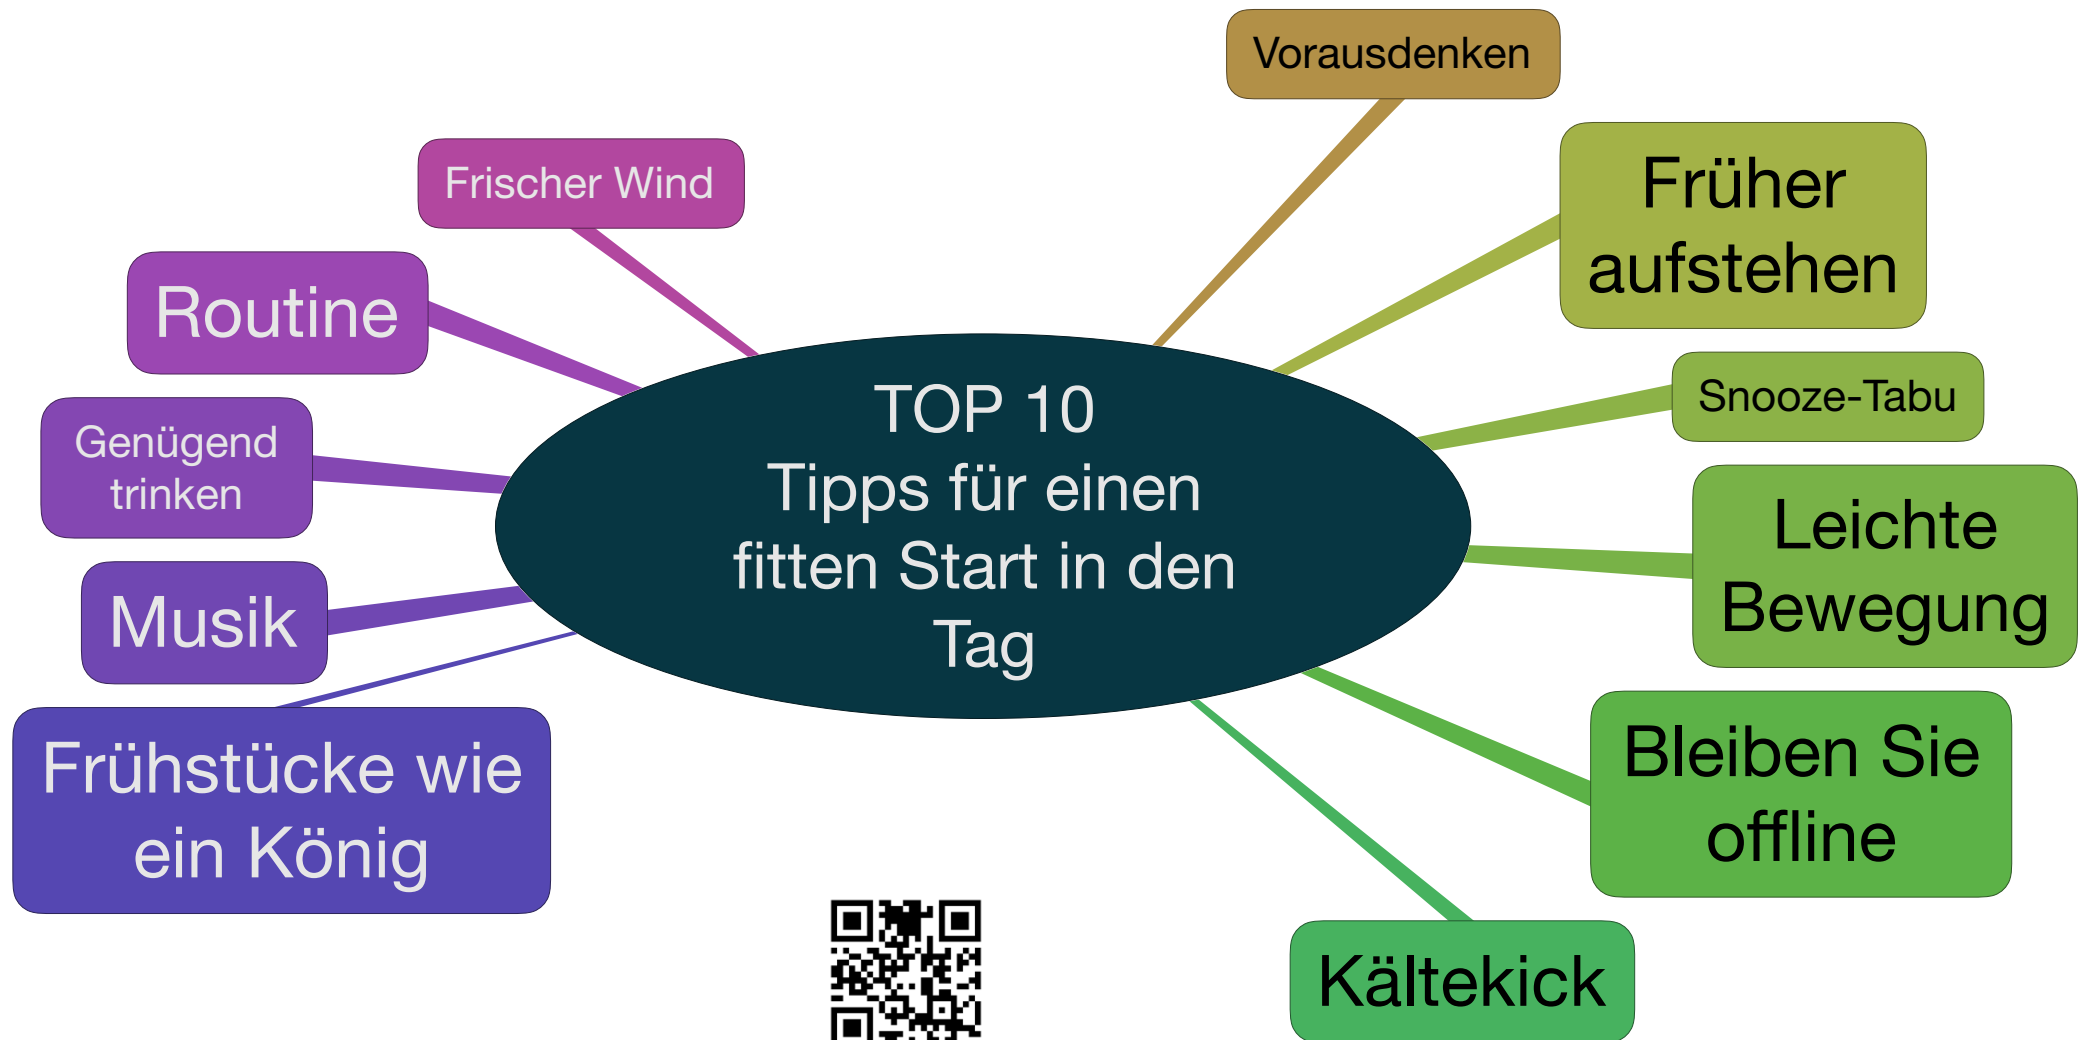 TOP 10
Tipps für einen
fitten Start in den
Tag
Vorausdenken
Früher
aufstehen
Snooze-Tabu
Leichte
Bewegung
Bleiben Sie
offline
Kältekick
Frühstücke wie
ein König
Musik
Genügend
trinken
Routine
Frischer Wind